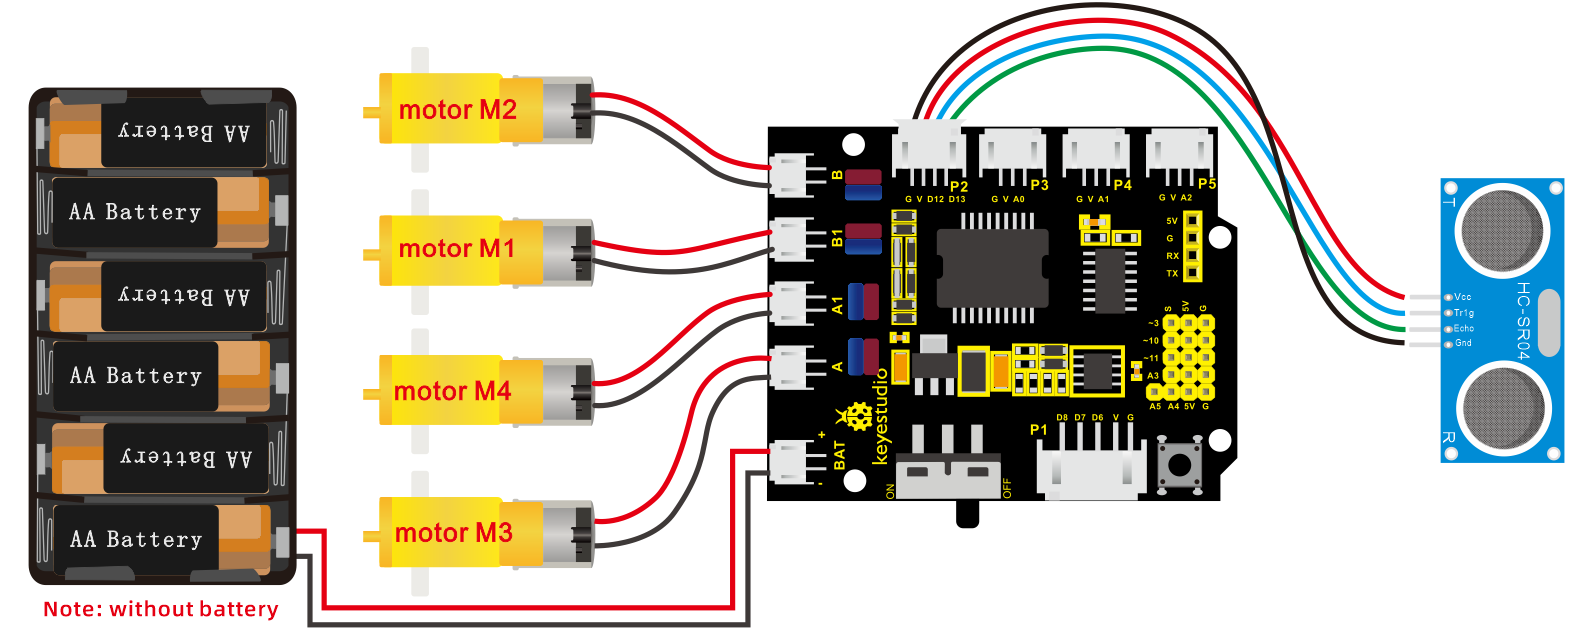 AA Battery
AA Battery
AA Battery
AA Battery
AA Battery
AA Battery
Note: without battery
motor M2
motor M1
motor M4
motor M3
B
B1
A1
A
+
BAT
-
keyestudio
P2
G V D12 D13
P3
G V A0
P4
G V A1
P5
G V A2
5V
G
RX
TX
S 5V G
~3
~10
~11
A3
A5 A4 5V G
P1
D8 D7 D6 V G
ON
OFF
T
Vcc
Tr1g
Echo
Gnd
HC-SR04
R